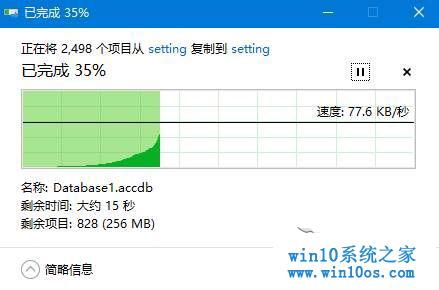 已完成 35%
正在将 2,498 个项目从 setting 复制到 setting
已完成 35%
速度: 77.6 KB/秒
名称: Database1.accdb
剩余时间: 大约 15 秒
剩余项目: 828 (256 MB)
简略信息
win10系统之家
www.win10os.com